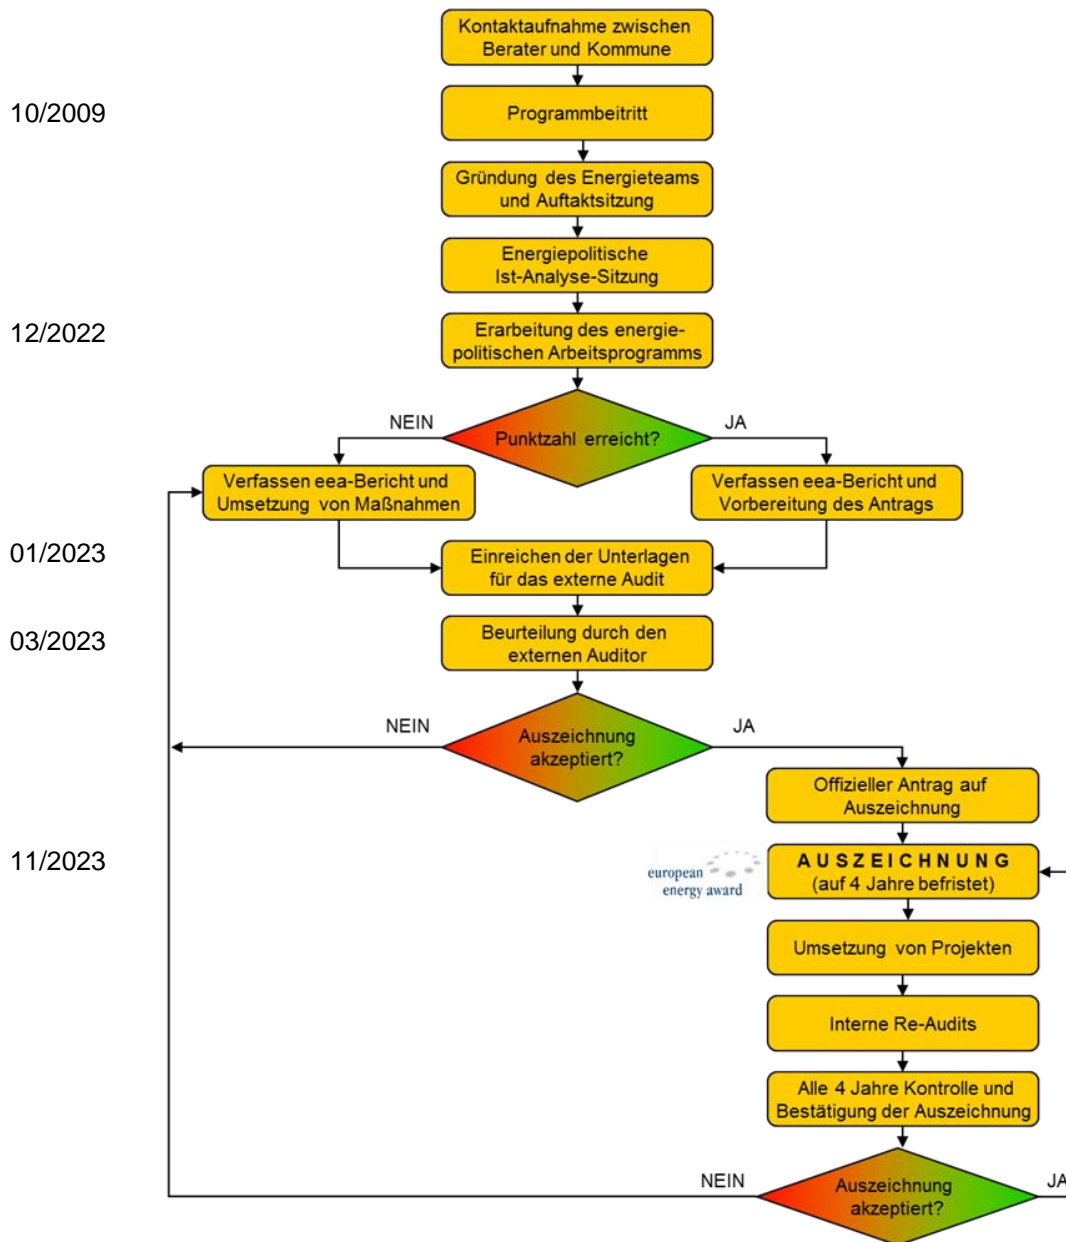 Kontaktaufnahme zwischen
Berater und Kommune
10/2009
Programmbeitritt
Gründung des Energieteams
und Auftaktsitzung
Energiepolitische
Ist-Analyse-Sitzung
12/2022
Erarbeitung des energie-
politischen Arbeitsprogramms
NEIN
Punktzahl erreicht?
JA
Verfassen eea-Bericht und
Umsetzung von Maßnahmen
Verfassen eea-Bericht und
Vorbereitung des Antrags
01/2023
Einreichen der Unterlagen
für das externe Audit
03/2023
Beurteilung durch den
externen Auditor
NEIN
Auszeichnung
akzeptiert?
JA
Offizieller Antrag auf
Auszeichnung
11/2023
european
energy award
A U S Z E I C H N U N G
(auf 4 Jahre befristet)
Umsetzung von Projekten
Interne Re-Audits
Alle 4 Jahre Kontrolle und
Bestätigung der Auszeichnung
NEIN
Auszeichnung
akzeptiert?
JA